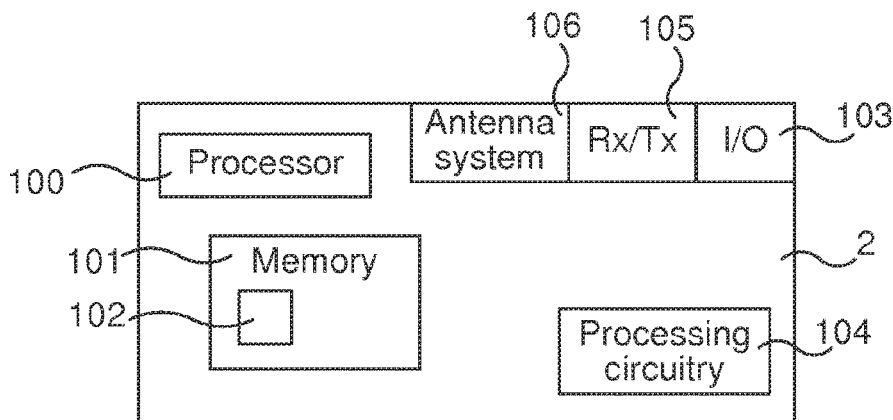 106
105
Antenna
system
Rx/Tx
I/O
103
Processor
100
101
Memory
2
102
Processing
circuitry
104